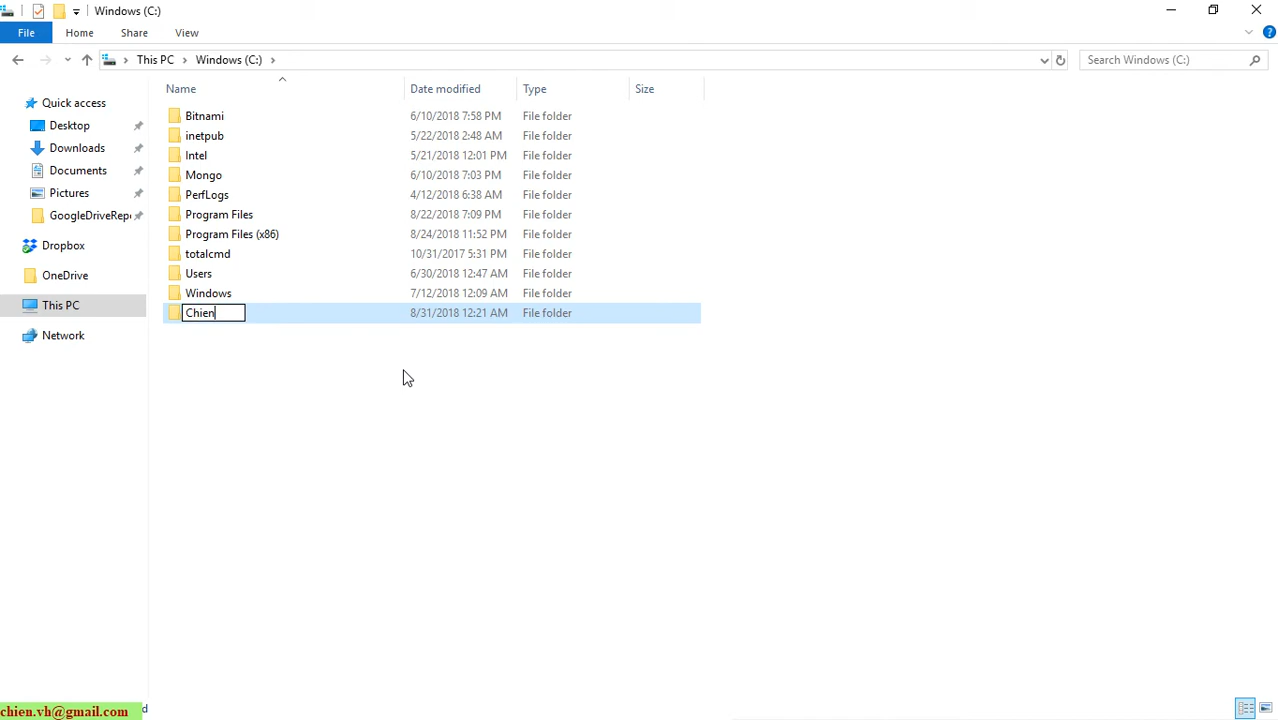 Windows (C:)
File Home Share View
This PC Windows (C:) Search Windows (C:)
Name Date modified Type Size
Quick access
Desktop
Downloads
Documents
Pictures
GoogleDriveRep
Dropbox
OneDrive
This PC
Network
Bitnami 6/10/2018 7:58 PM File folder
inetpub 5/22/2018 2:48 AM File folder
Intel 5/21/2018 12:01 PM File folder
Mongo 6/10/2018 7:03 PM File folder
PerfLogs 4/12/2018 6:38 AM File folder
Program Files 8/22/2018 7:09 PM File folder
Program Files (x86) 8/24/2018 11:52 PM File folder
totalcmd 10/31/2017 5:31 PM File folder
Users 6/30/2018 12:47 AM File folder
Windows 7/12/2018 12:09 AM File folder
Chien 8/31/2018 12:21 AM File folder
chien.vh@gmail.com d